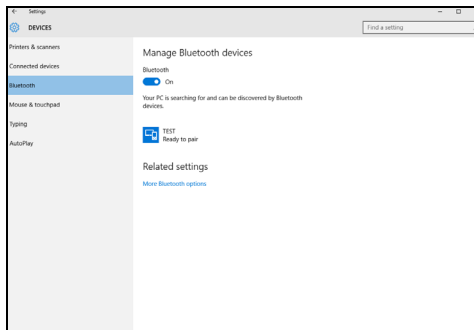 Settings
DEVICES
Find a setting
Printers & scanners
Connected devices
Bluetooth
Mouse & touchpad
Typing
AutoPlay
Manage Bluetooth devices
Bluetooth
On
Your PC is searching for and can be discovered by Bluetooth
devices.
TEST
Ready to pair
Related settings
More Bluetooth options